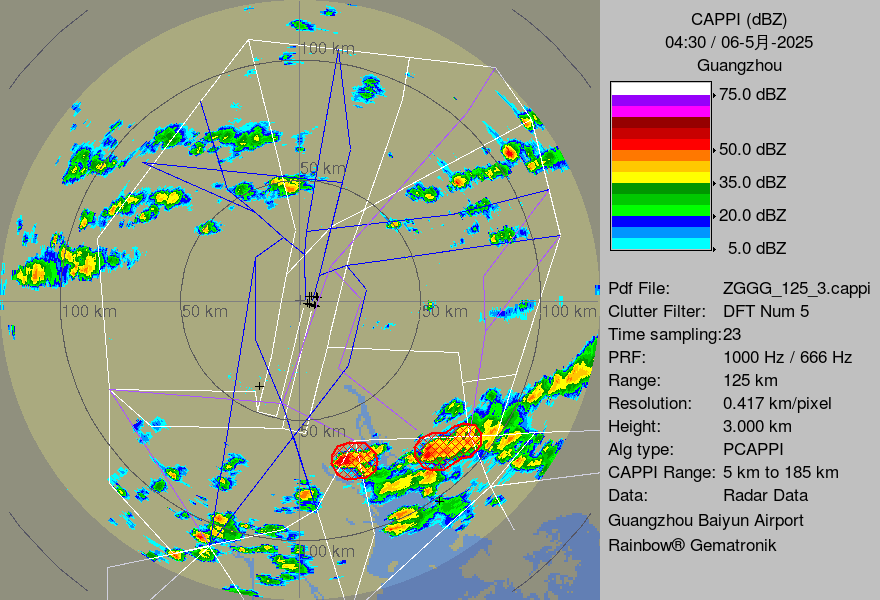 100 km
50 km
100 km
50 km
50 km
100 km
50 km
100 km
CAPPI (dBZ)
04:30 / 06-5月-2025
Guangzhou
75.0 dBZ
50.0 dBZ
35.0 dBZ
20.0 dBZ
5.0 dBZ
Pdf File: ZGGG_125_3.cappi
Clutter Filter: DFT Num 5
Time sampling:23
PRF: 1000 Hz / 666 Hz
Range: 125 km
Resolution: 0.417 km/pixel
Height: 3.000 km
Alg type: PCAPPI
CAPPI Range: 5 km to 185 km
Data: Radar Data
Guangzhou Baiyun Airport
Rainbow® Gematronik